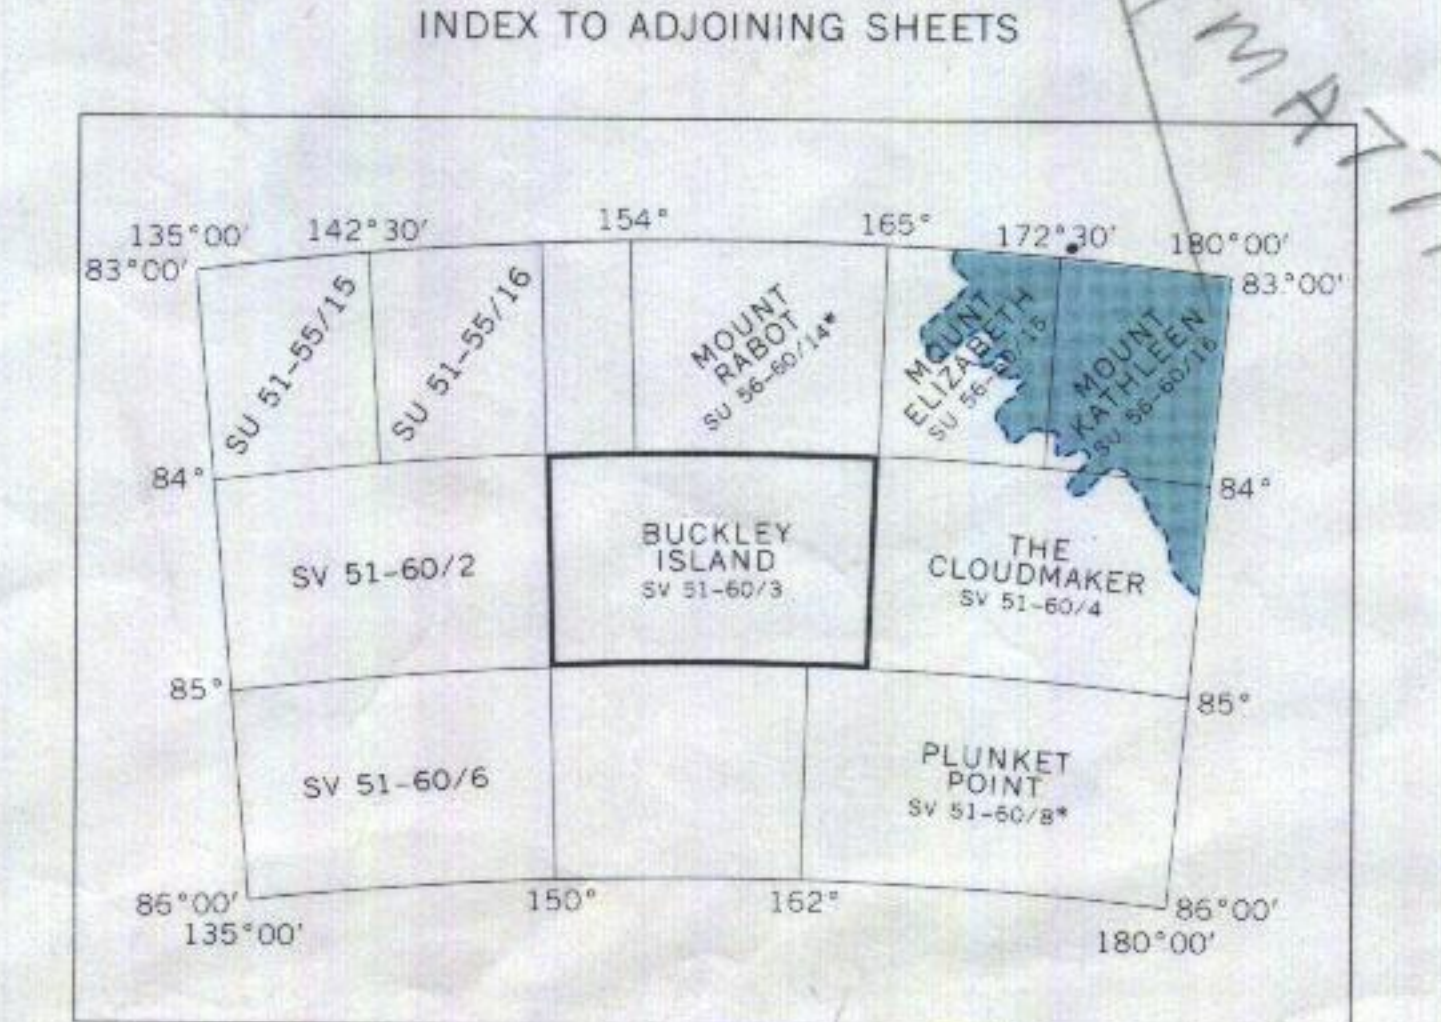 INDEX TO ADJOINING SHEETS
135°00' 142°30' 154° 165° 172°30' 180°00'
83°00' 83°00'
SU 51-55/15
SU 51-55/16
MOUNT
RABOT
SU 56-60/14*
MOUNT
ELIZABETH
SU 56-60/15
MOUNT
KATHLEEN
SU 56-60/16
84° 84°
SV 51-60/2
BUCKLEY
ISLAND
SV 51-60/3
THE
CLOUDMAKER
SV 51-60/4
85° 85°
SV 51-60/6
PLUNKET
POINT
SV 51-60/8*
86°00' 150° 162° 86°00'
135°00' 180°00'